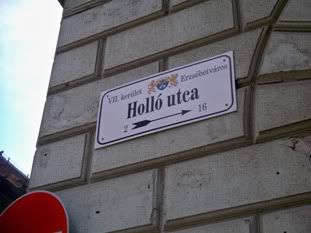 VII. kerület Erzsébetváros
Holló utca
2 16